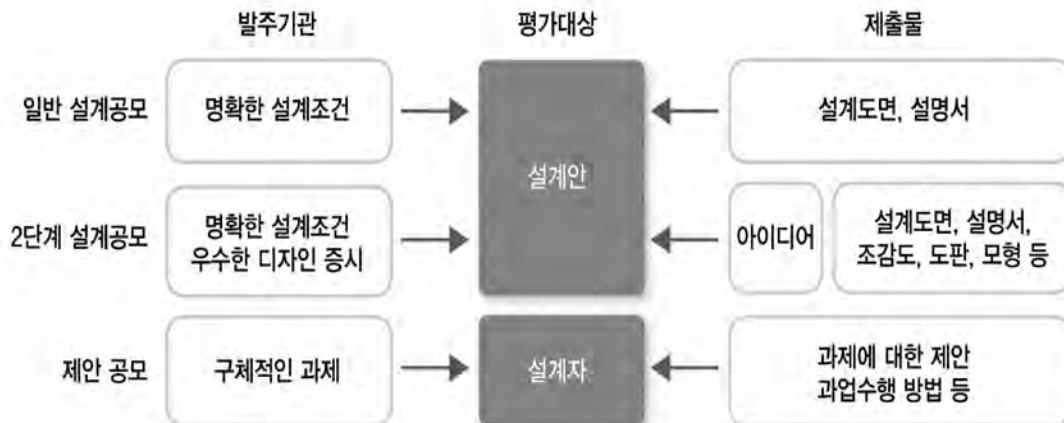 발주기관 평가대상 제출물
일반 설계공모 명확한 설계조건 설계도면, 설명서
설계안
2단계 설계공모 명확한 설계조건 우수한 디자인 증시 아이디어 설계도면, 설명서, 조감도, 도판, 모형 등
제안 공모 구체적인 과제 설계자 과제에 대한 제안 과업수행 방법 등